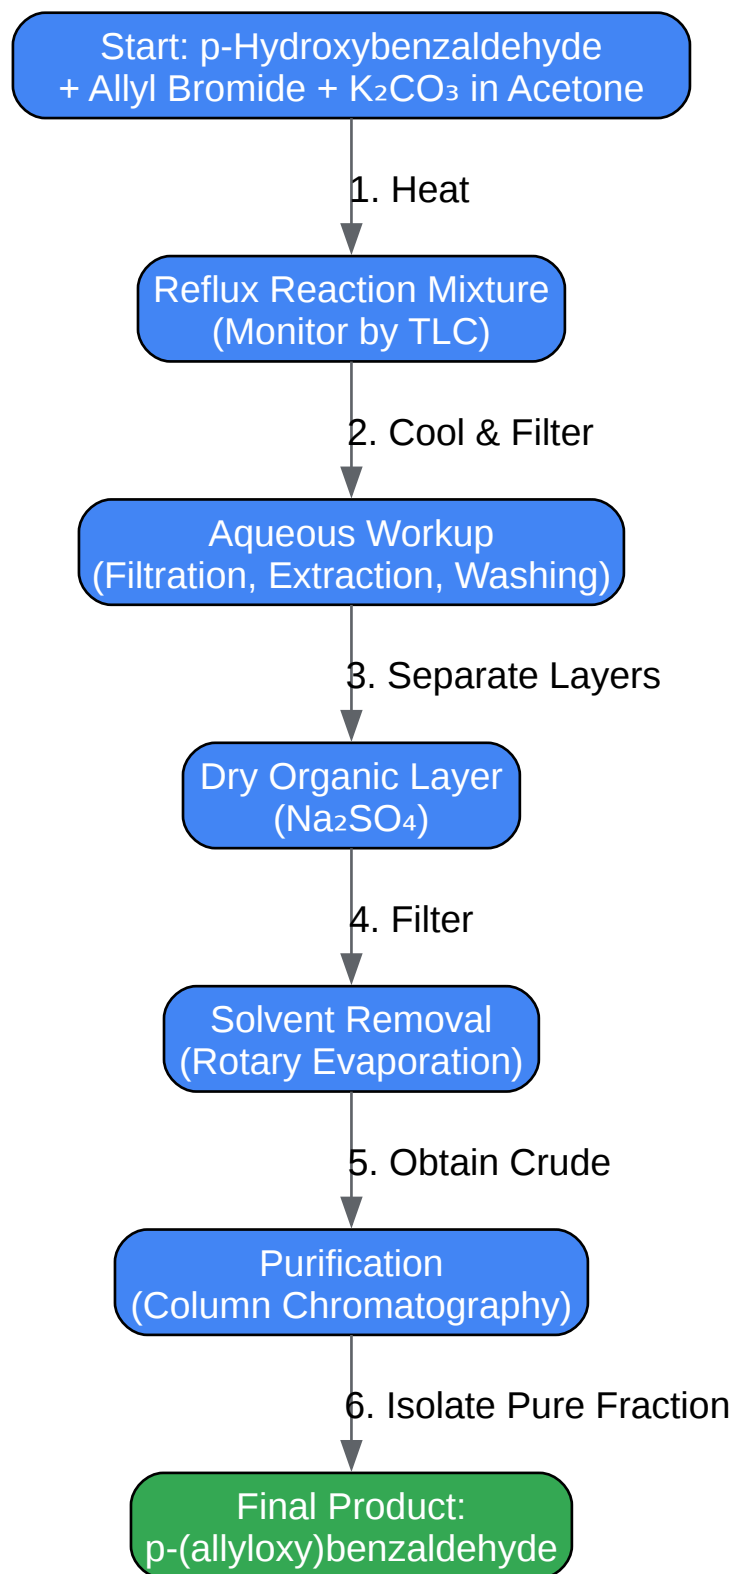 Start: p-Hydroxybenzaldehyde
+ Allyl Bromide + K₂CO₃ in Acetone
1. Heat
Reflux Reaction Mixture
(Monitor by TLC)
2. Cool & Filter
Aqueous Workup
(Filtration, Extraction, Washing)
3. Separate Layers
Dry Organic Layer
(Na₂SO₄)
4. Filter
Solvent Removal
(Rotary Evaporation)
5. Obtain Crude
Purification
(Column Chromatography)
6. Isolate Pure Fraction
Final Product:
p-(allyloxy)benzaldehyde